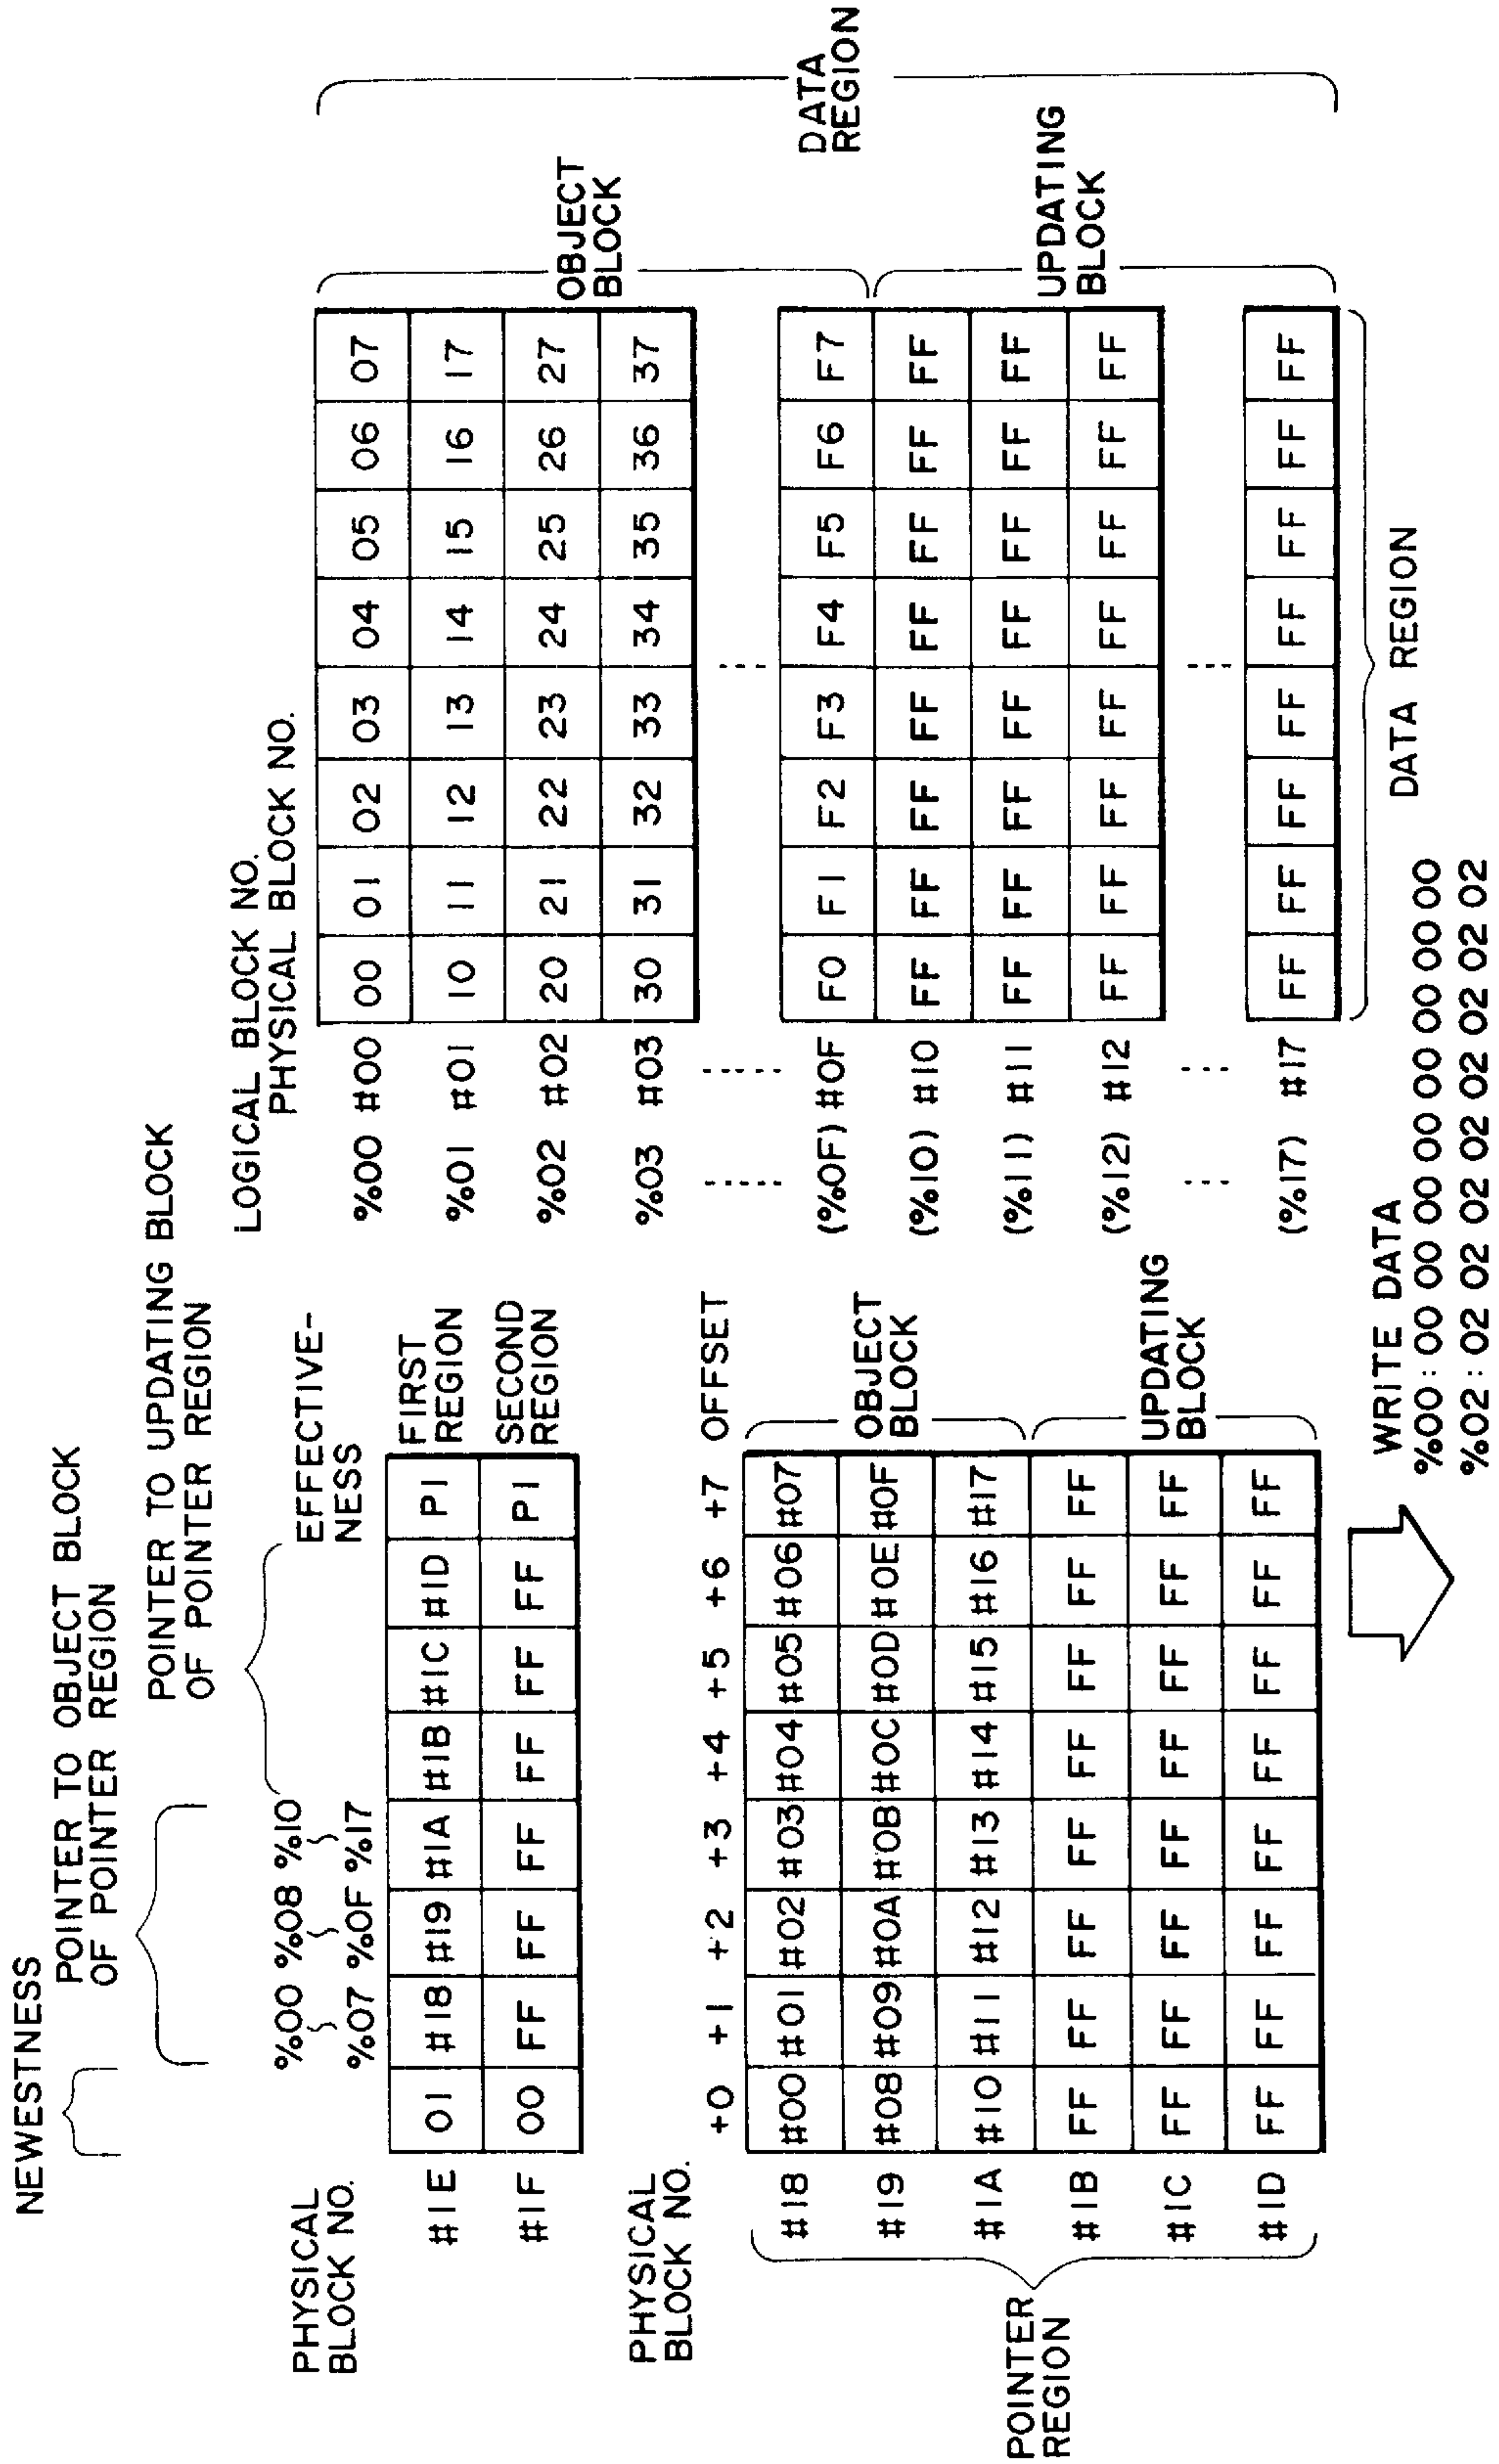 NEWESTNESS
POINTER TO OBJECT BLOCK
OF POINTER REGION
POINTER TO UPDATING BLOCK
OF POINTER REGION
%00 %08 %10
%07 %0F %17
EFFECTIVE-
NESS
PHYSICAL
BLOCK NO.
#1E 01 #18 #19 #1A #1B #1C #1D P1 FIRST
REGION
#1F 00 FF FF FF FF FF FF P1 SECOND
REGION
PHYSICAL
BLOCK NO.
+0 +1 +2 +3 +4 +5 +6 +7 OFFSET
#18 #00 #01 #02 #03 #04 #05 #06 #07
#19 #08 #09 #0A #0B #0C #0D #0E #0F
#1A #10 #11 #12 #13 #14 #15 #16 #17
#1B FF FF FF FF FF FF FF FF
#1C FF FF FF FF FF FF FF FF
#1D FF FF FF FF FF FF FF FF
OBJECT
BLOCK
UPDATING
BLOCK
POINTER
REGION
LOGICAL BLOCK NO.
PHYSICAL BLOCK NO.
%00 #00 00 01 02 03 04 05 06 07
%01 #01 10 11 12 13 14 15 16 17
%02 #02 20 21 22 23 24 25 26 27
%03 #03 30 31 32 33 34 35 36 37
(%0F) #0F F0 F1 F2 F3 F4 F5 F6 F7
(%10) #10 FF FF FF FF FF FF FF FF
(%11) #11 FF FF FF FF FF FF FF FF
(%12) #12 FF FF FF FF FF FF FF FF
(%17) #17 FF FF FF FF FF FF FF FF
OBJECT
BLOCK
UPDATING
BLOCK
DATA
REGION
DATA REGION
WRITE DATA
%00:00 00 00 00 00 00 00 00
%02:02 02 02 02 02 02 02 02